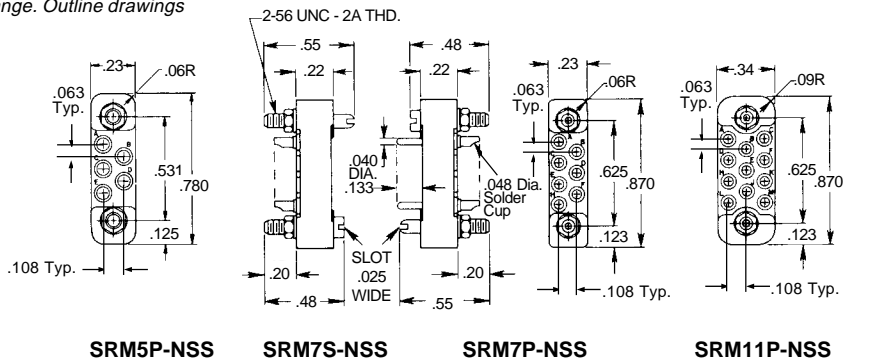 nge. Outline drawings
2-56 UNC - 2A THD.
.55
.48
.23
.22
.22
.23
.34
.06R
.06R
.09R
.063
Typ.
.063
Typ.
.063
Typ.
.531
.780
.040
DIA.
.133
.048 Dia.
Solder
Cup
.625
.870
.625
.870
.125
.123
.123
SLOT
.025
WIDE
.20
.20
.108 Typ.
.48
.55
.108 Typ.
.108 Typ.
SRM5P-NSS
SRM7S-NSS
SRM7P-NSS
SRM11P-NSS